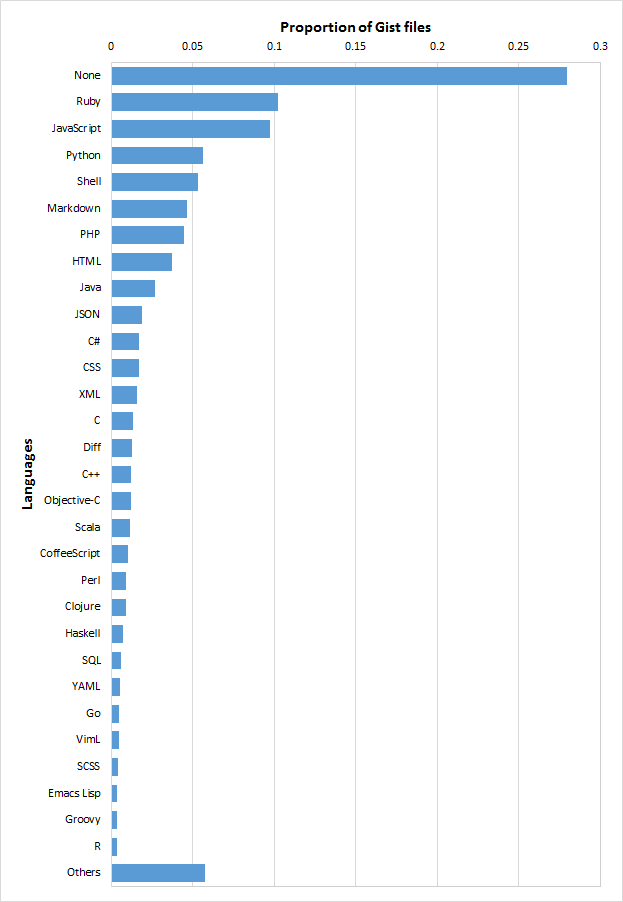 Proportion of Gist files
0 0.05 0.1 0.15 0.2 0.25 0.3
Languages
None
Ruby
JavaScript
Python
Shell
Markdown
PHP
HTML
Java
JSON
C#
CSS
XML
C
Diff
C++
Objective-C
Scala
CoffeeScript
Perl
Clojure
Haskell
SQL
YAML
Go
VimL
SCSS
Emacs Lisp
Groovy
R
Others